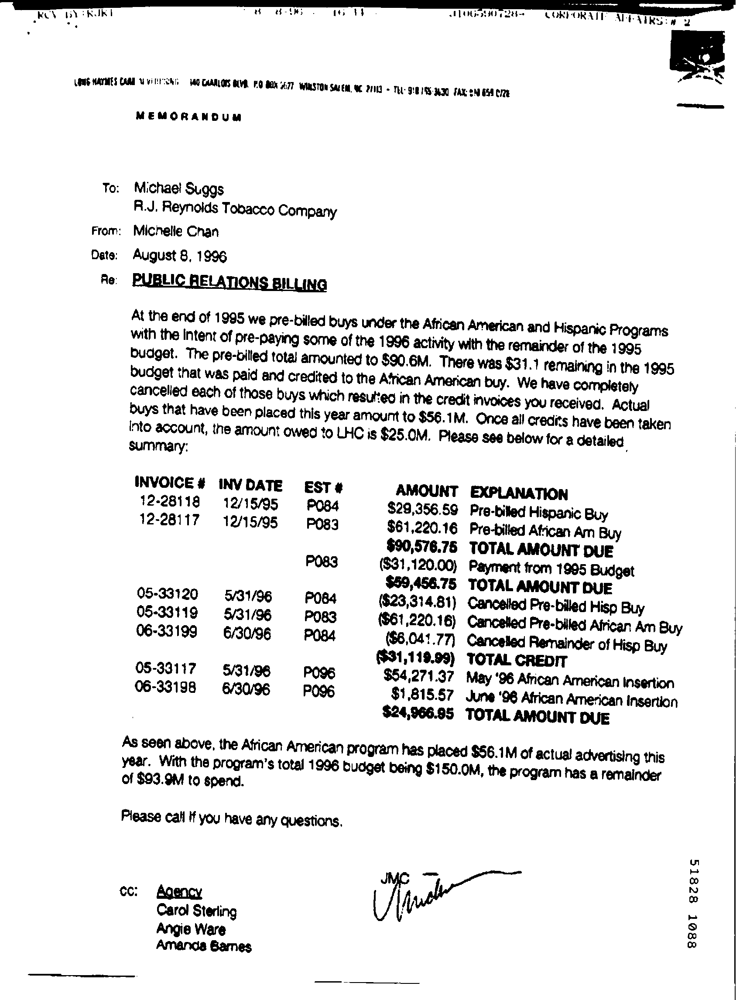 RCV BY:RJRT
CORPORATE AFFAIRS:# 2
LONG HAYMES CARR 140 CHARLOIS BLVD. P.O BOX WINSTON SALEM, NC
MEMORANDUM
To: Michael Suggs
R.J. Reynolds Tobacco Company
From: Michelle Chan
Date: August 8, 1996
Re: PUBLIC RELATIONS BILLING
At the end of 1995 we pre-billed buys under the African American and Hispanic Programs
with the intent of pre-paying some of the 1996 activity with the remainder of the 1995
budget. The pre-billed total amounted to $90.6M. There was $31.1 remaining in the 1995
budget that was paid and credited to the African American buy. We have completely
cancelled each of those buys which resulted in the credit invoices you received. Actual
buys that have been placed this year amount to $56.1M. Once all credits have been taken
into account, the amount owed to LHC is $25.0M. Please see below for a detailed
summary:
INVOICE # INV DATE EST # AMOUNT EXPLANATION
12-28118 12/15/95 P084 $29,356.59 Pre-billed Hispanic Buy
12-28117 12/15/95 P083 $61,220.16 Pre-billed African Am Buy
$90,576.75 TOTAL AMOUNT DUE
P083 ($31,120.00) Payment from 1995 Budget
$59,456.75 TOTAL AMOUNT DUE
05-33120 5/31/96 P084 ($23,314.81) Cancelled Pre-billed Hisp Buy
05-33119 5/31/96 P083 ($61,220.16) Cancelled Pre-billed African Am Buy
06-33199 6/30/96 P084 ($6,041.77) Cancelled Remainder of Hisp Buy
($31,119.99) TOTAL CREDIT
05-33117 5/31/96 P096 $54,271.37 May '96 African American Insertion
06-33198 6/30/96 P096 $1,815.57 June '96 African American Insertion
$24,966.95 TOTAL AMOUNT DUE
As seen above, the African American program has placed $56.1M of actual advertising this
year. With the program's total 1996 budget being $150.0M, the program has a remainder
of $93.9M to spend.
Please call if you have any questions.
JMC
cc: Agency
Carol Sterling
Angie Ware
Amanda Barnes
51828 1088